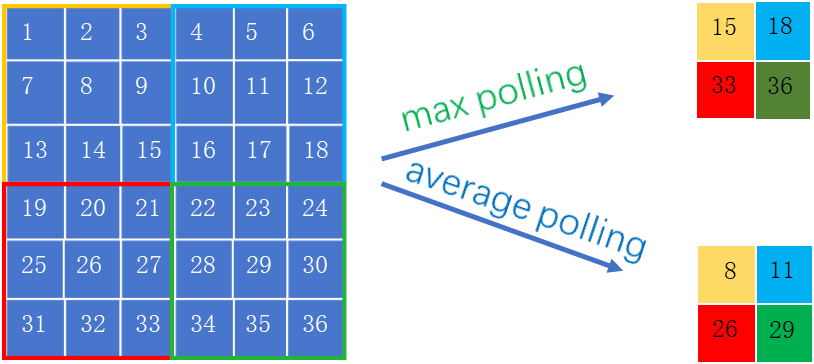 1 2 3 4 5 6
7 8 9 10 11 12
13 14 15 16 17 18
19 20 21 22 23 24
25 26 27 28 29 30
31 32 33 34 35 36
max polling
average polling
15 18
33 36
8 11
26 29